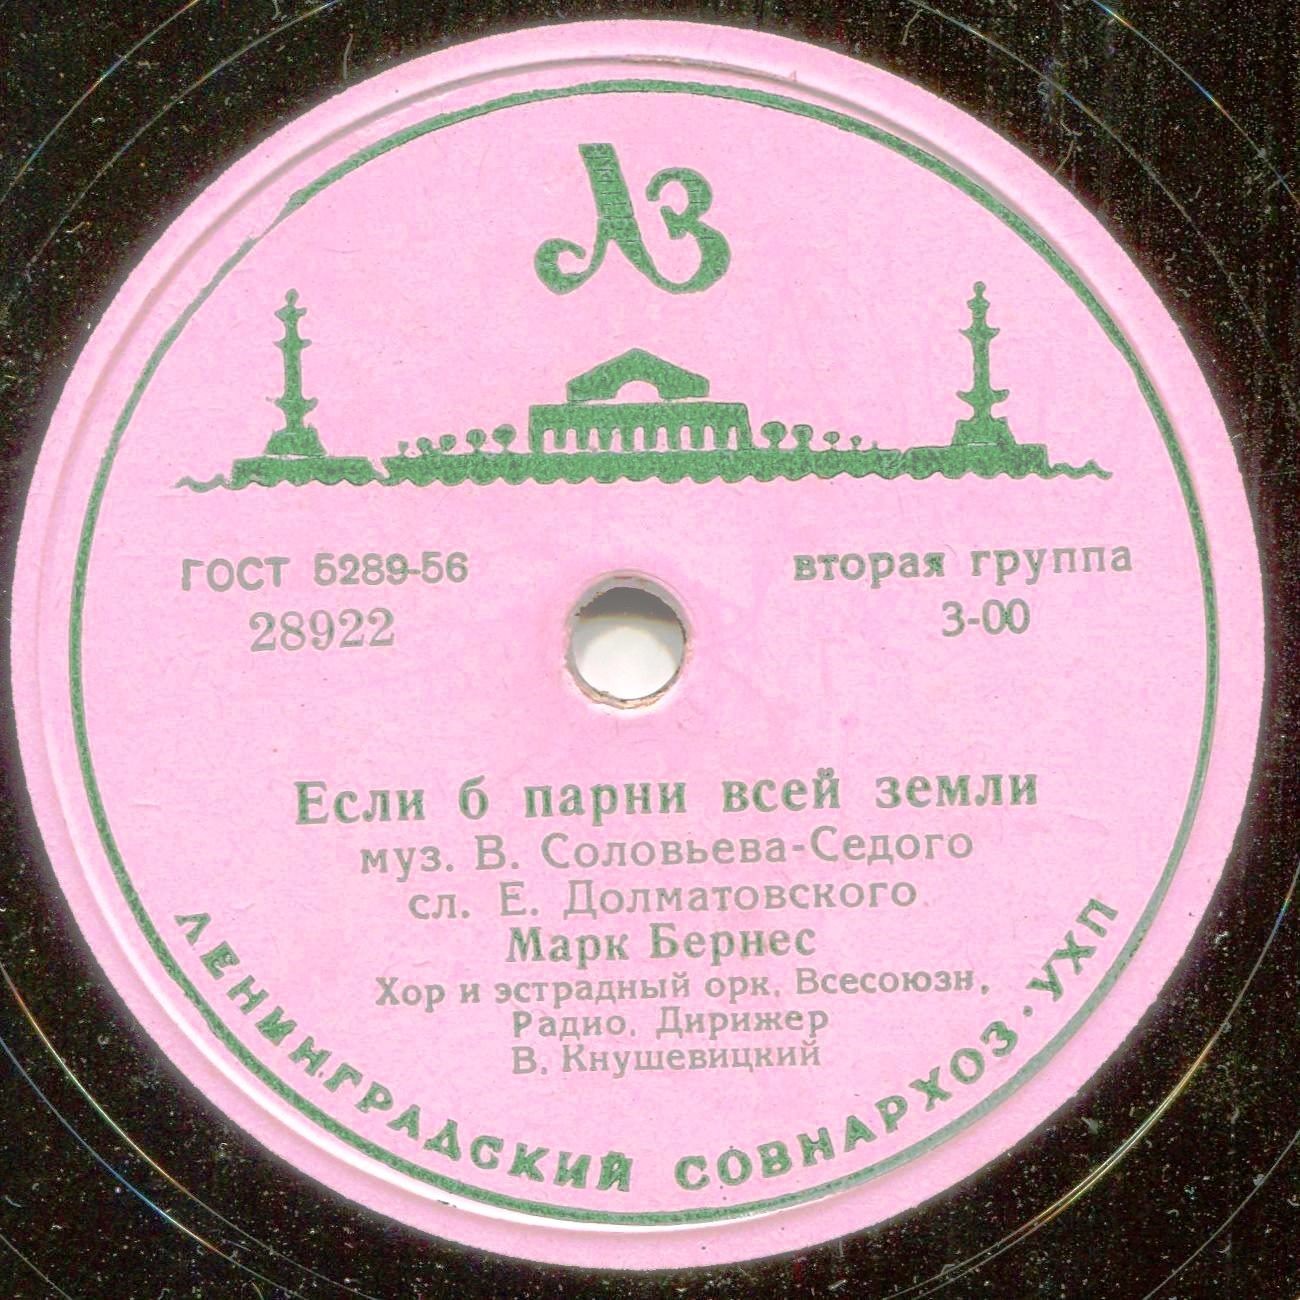 ЛЗ
ГОСТ 5289-56
28922
вторая группа
3-00
Если б парни всей земли
муз. В. Соловьева-Седого
сл. Е. Долматовского
Марк Бернес
Хор и эстрадный орк. Всесоюзн.
Радио. Дирижер
В. Кнушевицкий
ЛЕНИНГРАДСКИЙ СОВНАРХОЗ·УХП